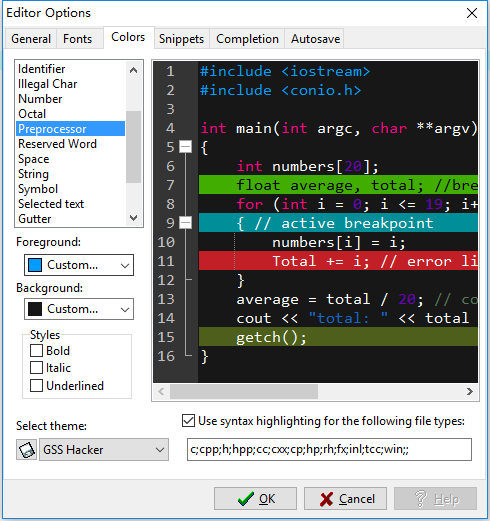 Editor Options
General Fonts Colors Snippets Completion Autosave
Identifier
Illegal Char
Number
Octal
Preprocessor
Reserved Word
Space
String
Symbol
Selected text
Gutter
Foreground:
Custom...
Background:
Custom...
Styles
Bold
Italic
Underlined
1 #include <iostream>
2 #include <conio.h>
3
4 int main(int argc, char **argv)
5 {
6 int numbers[20];
7 float average, total; //bre
8 for (int i = 0; i <= 19; i+
9 { // active breakpoint
10 numbers[i] = i;
11 Total += i; // error li
12 }
13 average = total / 20; // co
14 cout << "total: " << total
15 getch();
16 }
Select theme:
GSS Hacker
Use syntax highlighting for the following file types:
c;cpp;h;hpp;cc;cxx;cp;hp;rh;fx;inl;tcc;win;;
OK Cancel ? Help